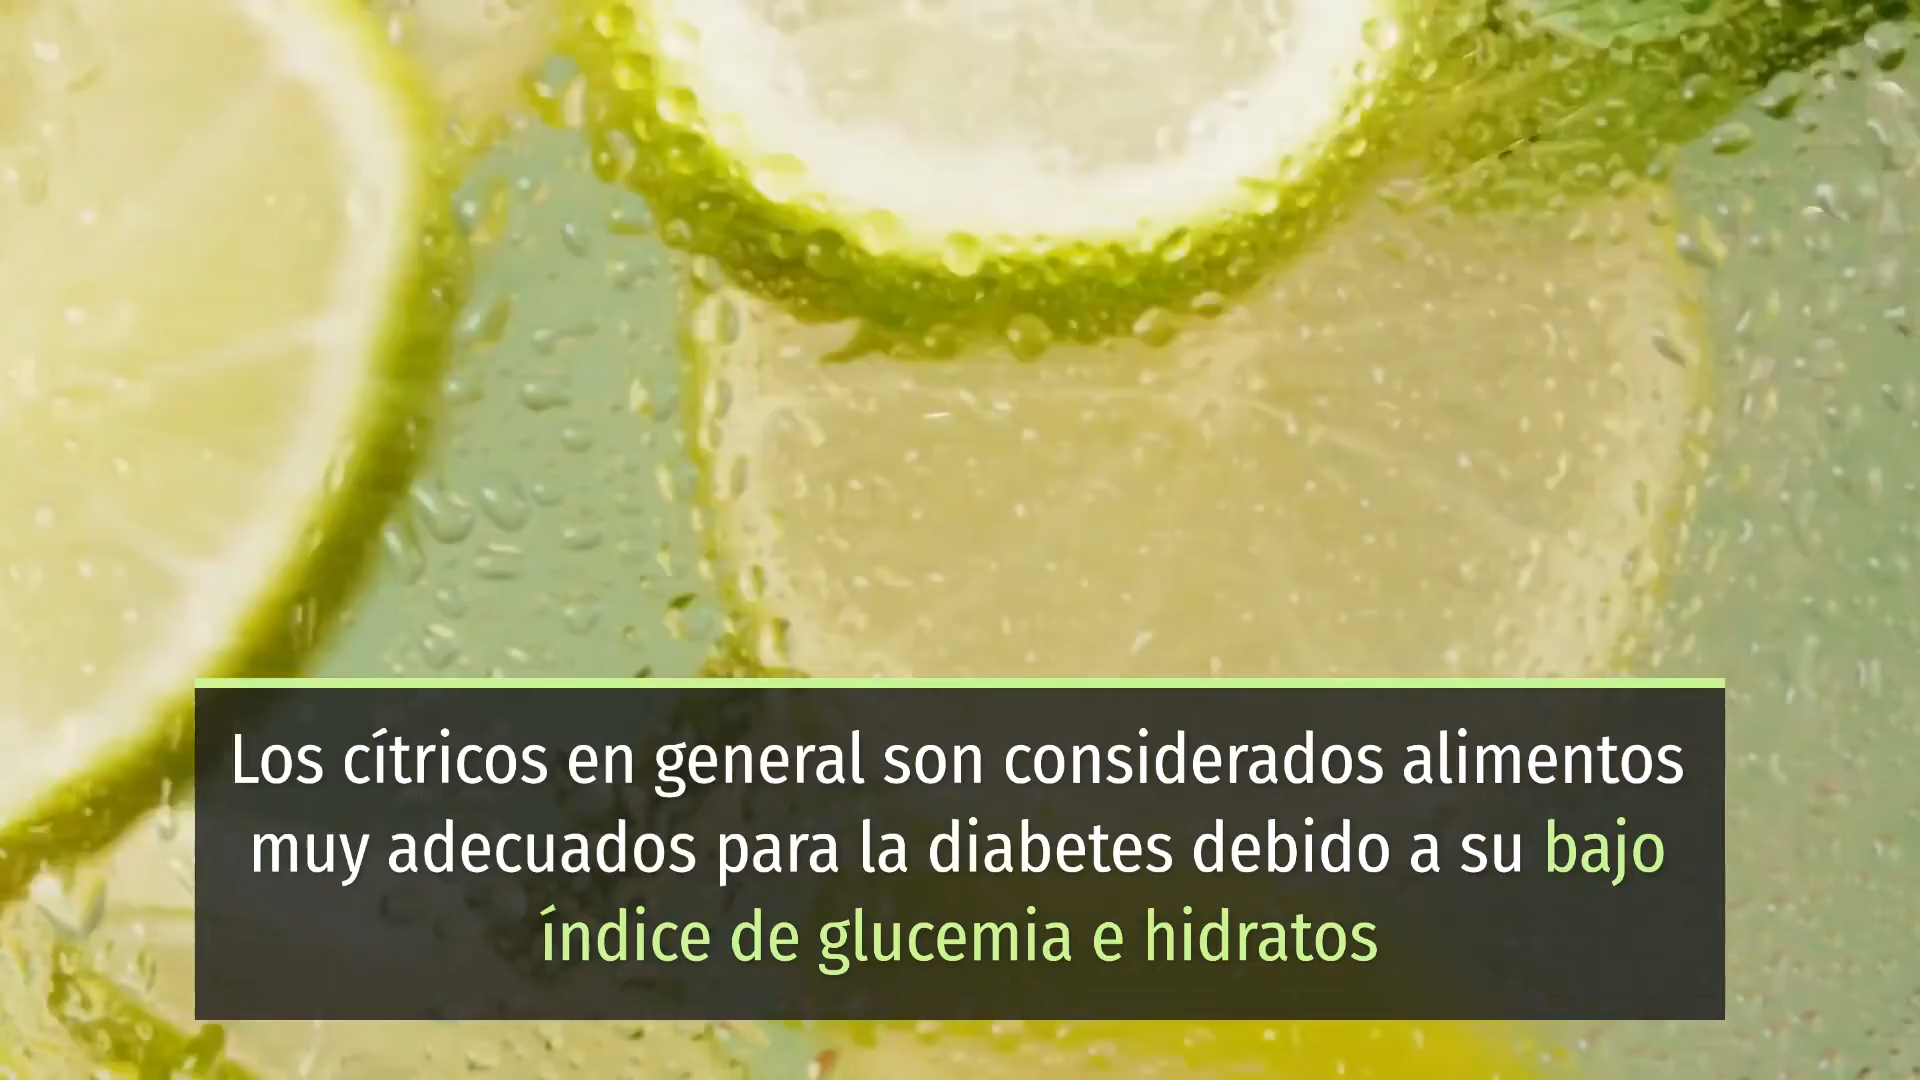 Los cítricos en general son considerados alimentos
muy adecuados para la diabetes debido a su bajo
índice de glucemia e hidratos